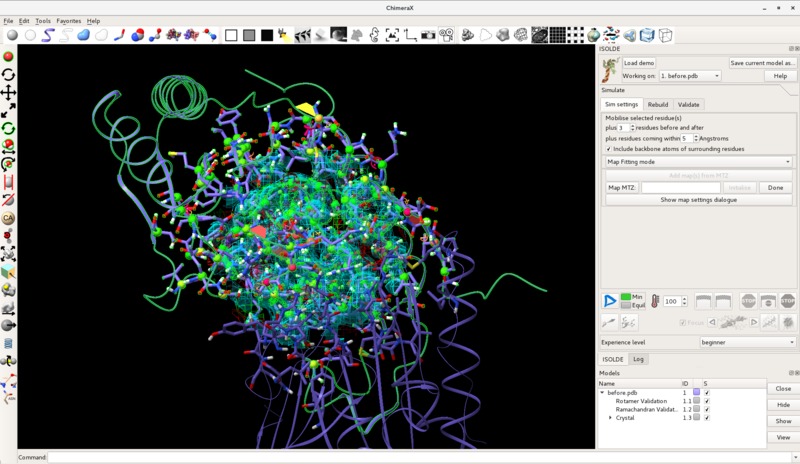 ChimeraX
File Edit Tools Favorites Help
ISOLDE
Load demo
Save current model as...
Working on: 1. before.pdb
Help
Simulate
Sim settings Rebuild Validate
Mobilise selected residue(s)
plus 3 residues before and after
plus residues coming within 5 Angstroms
Include backbone atoms of surrounding residues
Map Fitting mode
Add map(s) from MTZ
Map MTZ: Initialise Done
Show map settings dialogue
Min
Equil
100
STOP STOP
Focus
Experience level beginner
ISOLDE Log
Models
Name ID S
before.pdb 1
Rotamer Validation 1.1
Ramachandran Validat... 1.2
Crystal 1.3
Close
Hide
Show
View
CA
Command